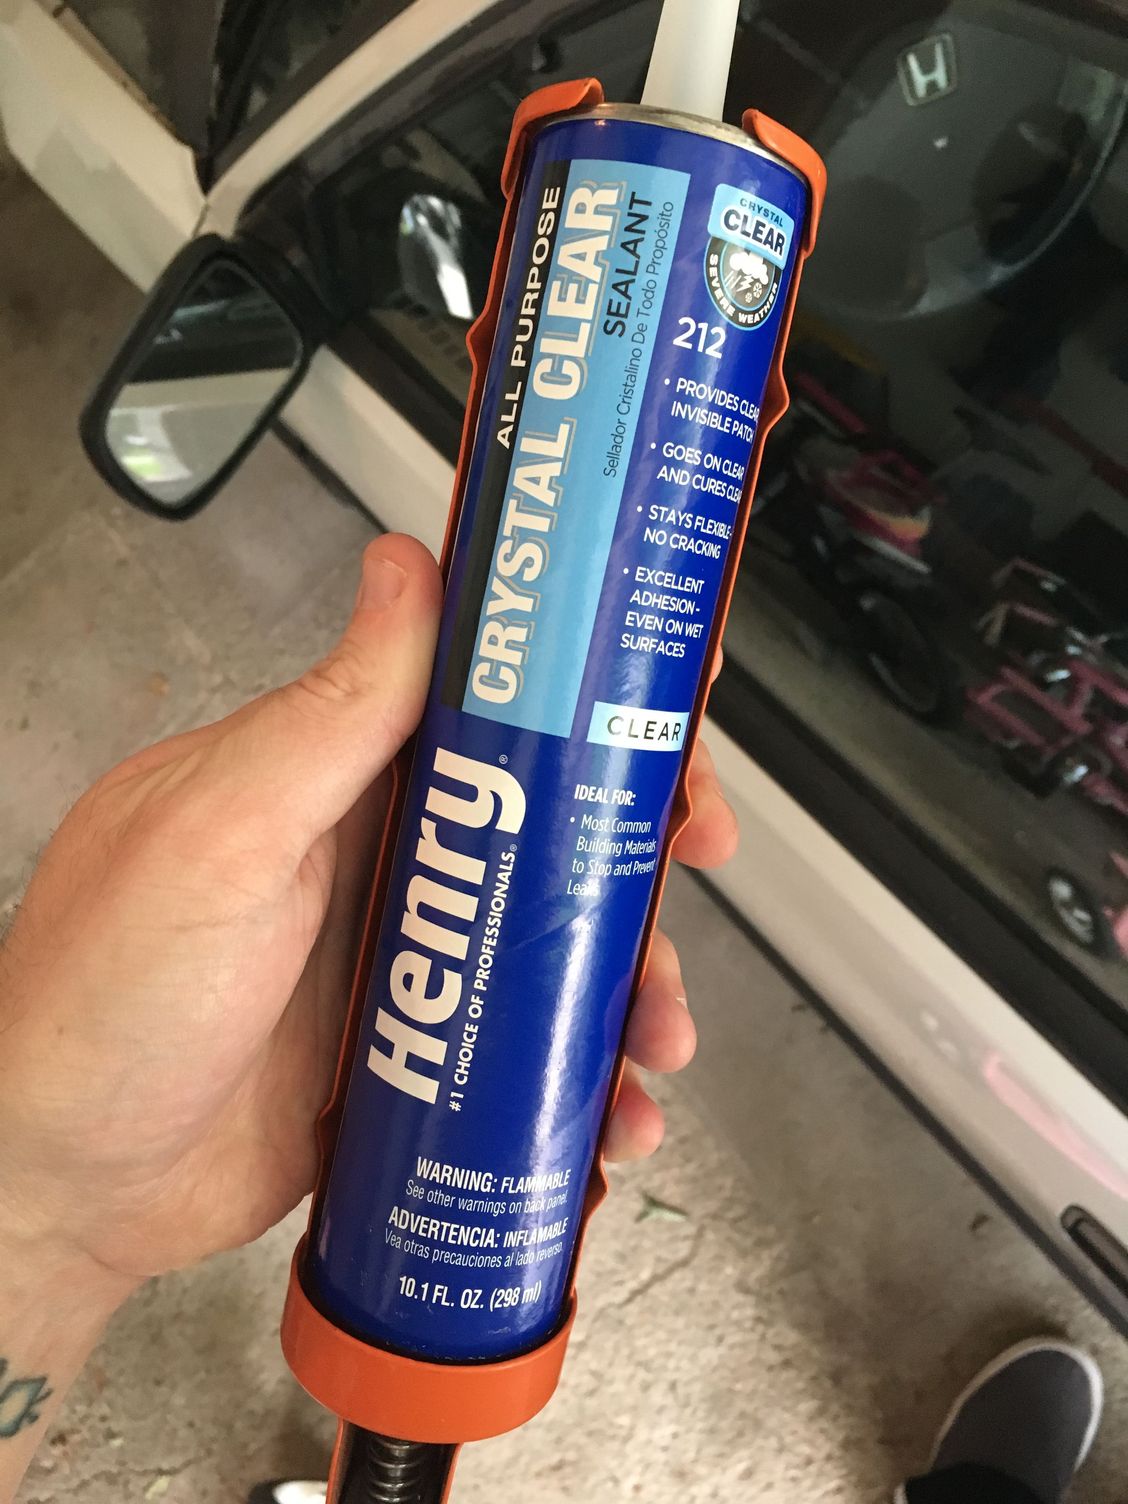 ALL PURPOSE
CRYSTAL CLEAR
SEALANT
Sellador Cristalino De Todo Propósito
CRYSTAL
CLEAR
SEVERE WEATHER
212
• PROVIDES CLEAR
INVISIBLE PATCH
• GOES ON CLEAR
AND CURES CLEAR
• STAYS FLEXIBLE-
NO CRACKING
• EXCELLENT
ADHESION-
EVEN ON WET
SURFACES
CLEAR
Henry®
#1 CHOICE OF PROFESSIONALS®
IDEAL FOR:
• Most Common
Building Materials
to Stop and Prevent
Leaks
WARNING: FLAMMABLE
See other warnings on back panel.
ADVERTENCIA: INFLAMABLE
Vea otras precauciones al lado reverso.
10.1 FL. OZ. (298 ml)